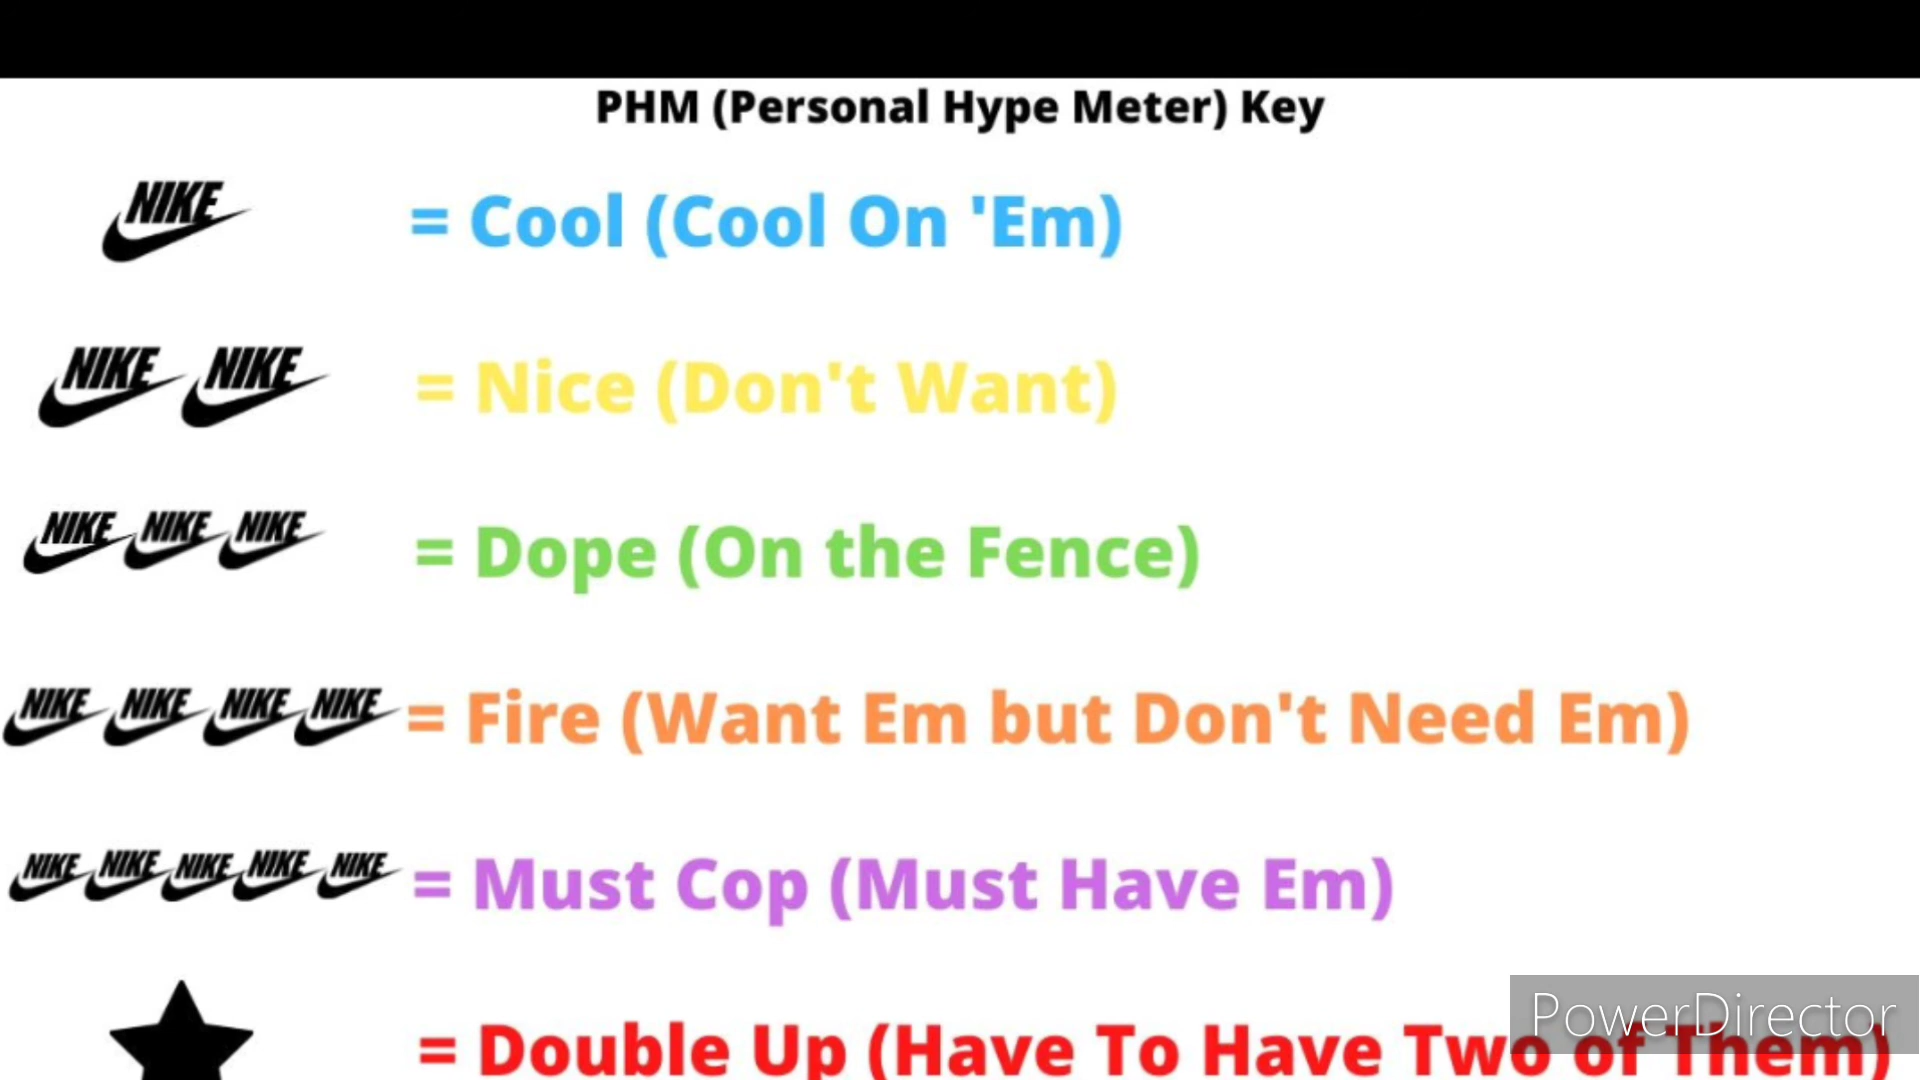 PHM (Personal Hype Meter) Key
NIKE = Cool (Cool On 'Em)
NIKE NIKE = Nice (Don't Want)
NIKE NIKE NIKE = Dope (On the Fence)
NIKE NIKE NIKE NIKE = Fire (Want Em but Don't Need Em)
NIKE NIKE NIKE NIKE NIKE = Must Cop (Must Have Em)
= Double Up (Have To Have Two of Them)
PowerDirector